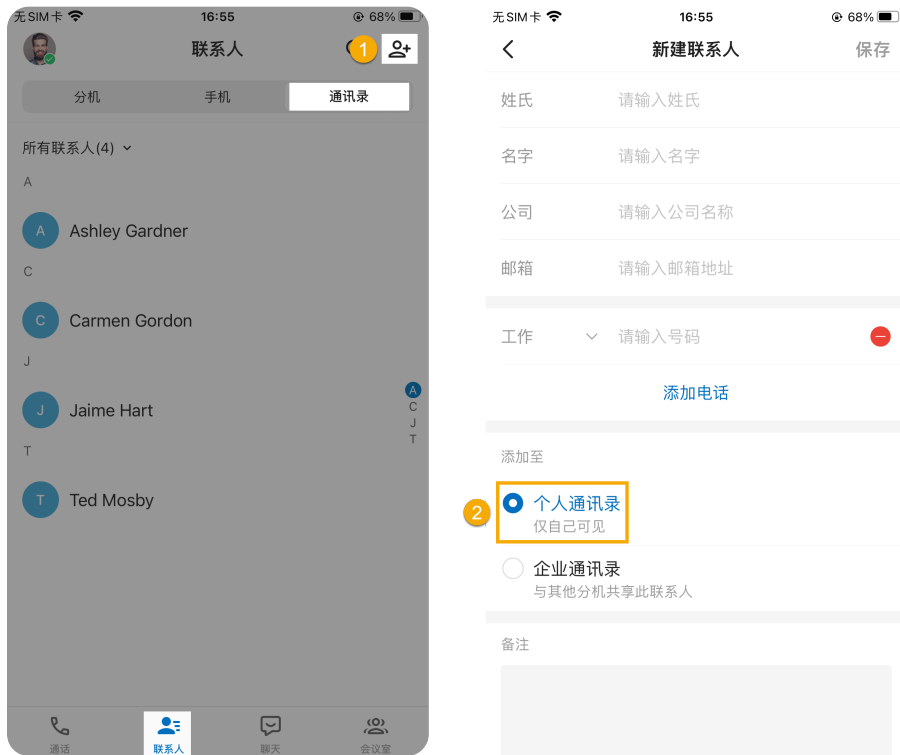 无SIM卡 16:55 68%
联系人 1
分机 手机 通讯录
所有联系人(4)
A
A Ashley Gardner
C
C Carmen Gordon
J
J Jaime Hart
A
C
J
T
T
T Ted Mosby
通话 联系人 聊天 会议室
无SIM卡 16:55 68%
新建联系人 保存
姓氏 请输入姓氏
名字 请输入名字
公司 请输入公司名称
邮箱 请输入邮箱地址
工作 请输入号码
添加电话
添加至
2 个人通讯录
仅自己可见
企业通讯录
与其他分机共享此联系人
备注